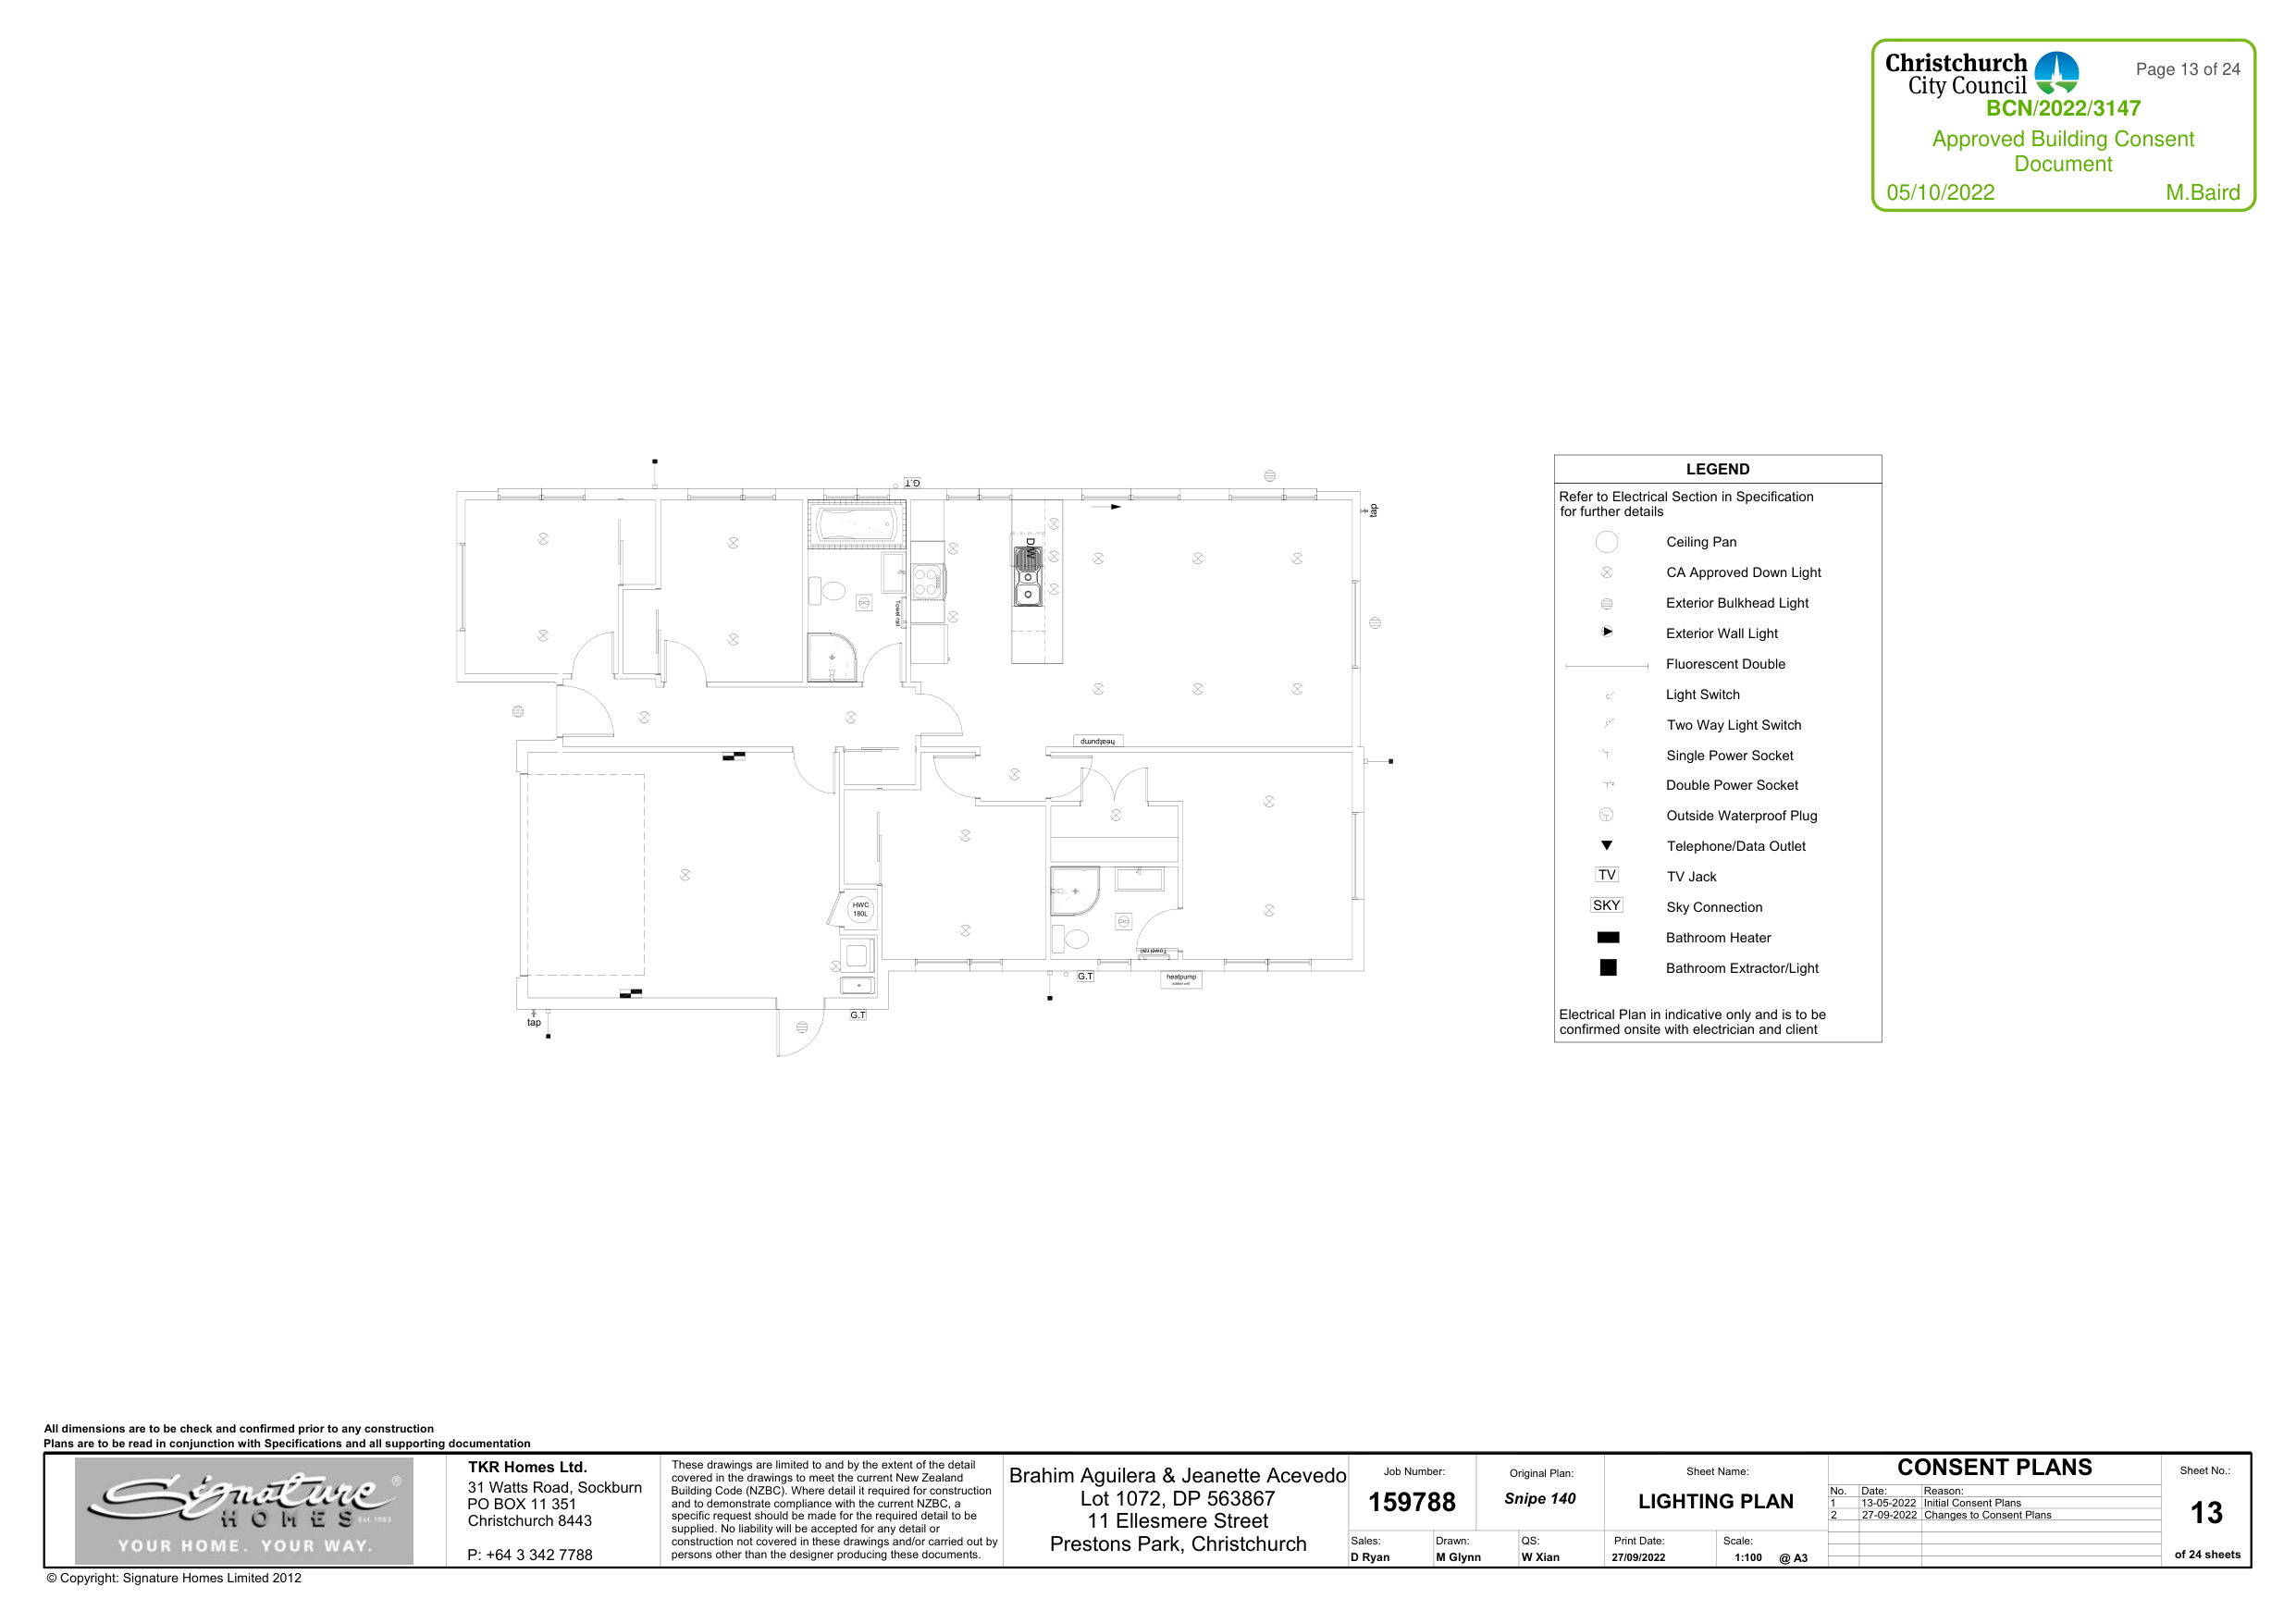 Christchurch
City Council
Page 13 of 24
BCN/2022/3147
Approved Building Consent
Document
05/10/2022 M.Baird
G.T
tap
D/W
Towel rail
heatpump
HWC
180L
Towel rail
G.T
heatpump
outdoor unit
G.T
tap
LEGEND
Refer to Electrical Section in Specification
for further details
Ceiling Pan
CA Approved Down Light
Exterior Bulkhead Light
Exterior Wall Light
Fluorescent Double
Light Switch
Two Way Light Switch
Single Power Socket
Double Power Socket
Outside Waterproof Plug
Telephone/Data Outlet
TV TV Jack
SKY Sky Connection
Bathroom Heater
Bathroom Extractor/Light
Electrical Plan in indicative only and is to be
confirmed onsite with electrician and client
All dimensions are to be check and confirmed prior to any construction
Plans are to be read in conjunction with Specifications and all supporting documentation
Signature ®
HOMES Est. 1983
YOUR HOME. YOUR WAY.
TKR Homes Ltd.
31 Watts Road, Sockburn
PO BOX 11 351
Christchurch 8443
P: +64 3 342 7788
These drawings are limited to and by the extent of the detail
covered in the drawings to meet the current New Zealand
Building Code (NZBC). Where detail it required for construction
and to demonstrate compliance with the current NZBC, a
specific request should be made for the required detail to be
supplied. No liability will be accepted for any detail or
construction not covered in these drawings and/or carried out by
persons other than the designer producing these documents.
Brahim Aguilera & Jeanette Acevedo
Lot 1072, DP 563867
11 Ellesmere Street
Prestons Park, Christchurch
Job Number:
159788
Original Plan:
Snipe 140
Sales:
D Ryan
Drawn:
M Glynn
QS:
W Xian
Sheet Name:
LIGHTING PLAN
Print Date:
27/09/2022
Scale:
1:100 @ A3
CONSENT PLANS
No. Date: Reason:
1 13-05-2022 Initial Consent Plans
2 27-09-2022 Changes to Consent Plans
Sheet No.:
13
of 24 sheets
© Copyright: Signature Homes Limited 2012